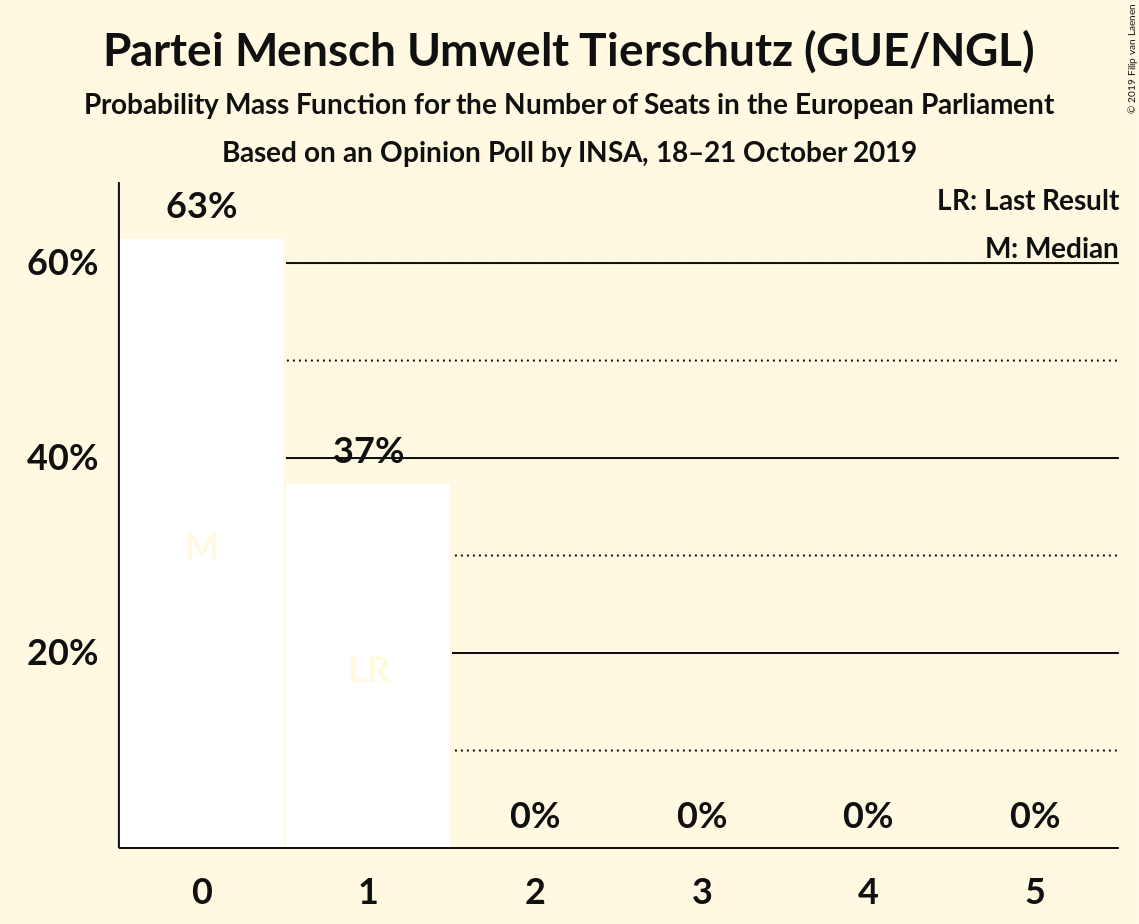 Partei Mensch Umwelt Tierschutz (GUE/NGL)
Probability Mass Function for the Number of Seats in the European Parliament
Based on an Opinion Poll by INSA, 18–21 October 2019
© 2019 Filip van Laenen
LR: Last Result
M: Median
63%
60%
37%
40%
M
LR
20%
0% 0% 0% 0%
0 1 2 3 4 5